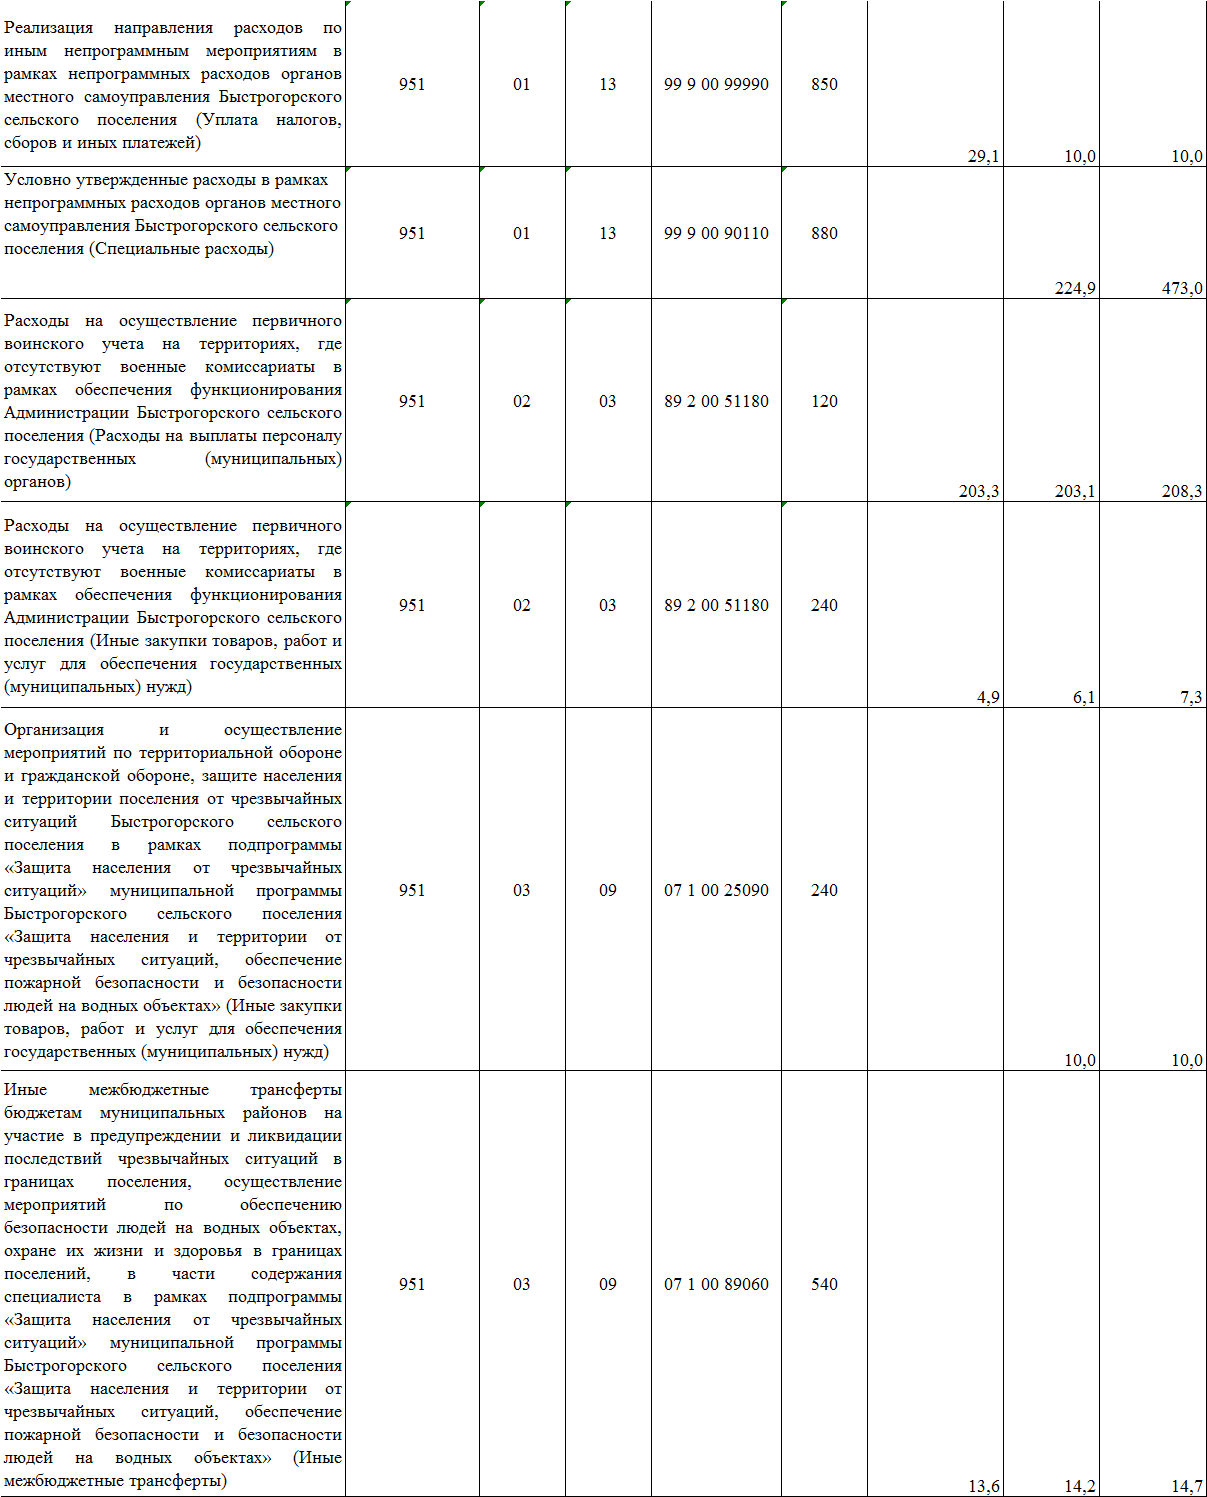 Реализация направления расходов по
иным непрограммным мероприятиям в
рамках непрограммных расходов органов
местного самоуправления Быстрогорского
сельского поселения (Уплата налогов,
сборов и иных платежей)
951 01 13 99 9 00 99990 850
29,1 10,0 10,0
Условно утвержденные расходы в рамках
непрограммных расходов органов местного
самоуправления Быстрогорского сельского
поселения (Специальные расходы)
951 01 13 99 9 00 90110 880
224,9 473,0
Расходы на осуществление первичного
воинского учета на территориях, где
отсутствуют военные комиссариаты в
рамках обеспечения функционирования
Администрации Быстрогорского сельского
поселения (Расходы на выплаты персоналу
государственных (муниципальных)
органов)
951 02 03 89 2 00 51180 120
203,3 203,1 208,3
Расходы на осуществление первичного
воинского учета на территориях, где
отсутствуют военные комиссариаты в
рамках обеспечения функционирования
Администрации Быстрогорского сельского
поселения (Иные закупки товаров, работ и
услуг для обеспечения государственных
(муниципальных) нужд)
951 02 03 89 2 00 51180 240
4,9 6,1 7,3
Организация и осуществление
мероприятий по территориальной обороне
и гражданской обороне, защите населения
и территории поселения от чрезвычайных
ситуаций Быстрогорского сельского
поселения в рамках подпрограммы
«Защита населения от чрезвычайных
ситуаций» муниципальной программы
Быстрогорского сельского поселения
«Защита населения и территории от
чрезвычайных ситуаций, обеспечение
пожарной безопасности и безопасности
людей на водных объектах» (Иные закупки
товаров, работ и услуг для обеспечения
государственных (муниципальных) нужд)
951 03 09 07 1 00 25090 240
10,0 10,0
Иные межбюджетные трансферты
бюджетам муниципальных районов на
участие в предупреждении и ликвидации
последствий чрезвычайных ситуаций в
границах поселения, осуществление
мероприятий по обеспечению
безопасности людей на водных объектах,
охране их жизни и здоровья в границах
поселений, в части содержания
специалиста в рамках подпрограммы
«Защита населения от чрезвычайных
ситуаций» муниципальной программы
Быстрогорского сельского поселения
«Защита населения и территории от
чрезвычайных ситуаций, обеспечение
пожарной безопасности и безопасности
людей на водных объектах» (Иные
межбюджетные трансферты)
951 03 09 07 1 00 89060 540
13,6 14,2 14,7